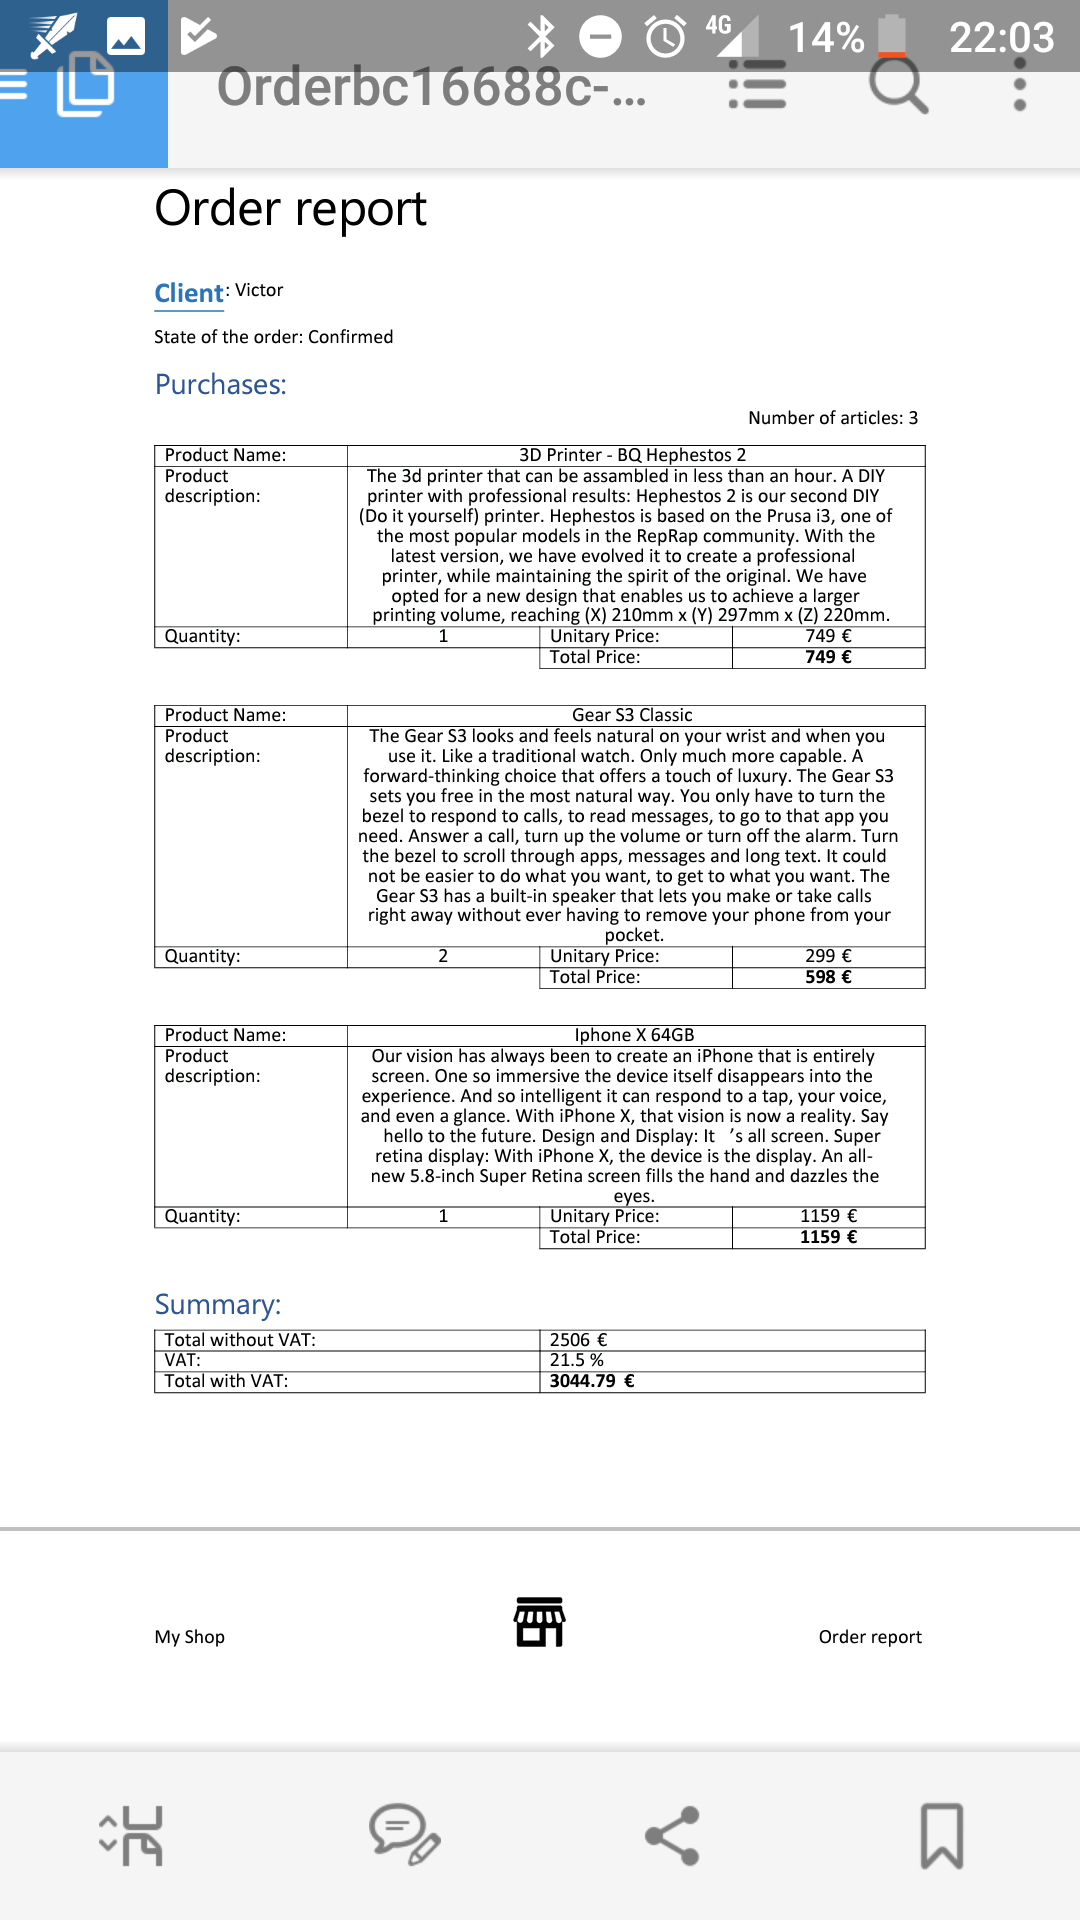 4G 14% 22:03
Orderbc16688c-...
Order report
Client: Victor
State of the order: Confirmed
Purchases:
Number of articles: 3
Product Name: 3D Printer - BQ Hephestos 2
Product description: The 3d printer that can be assambled in less than an hour. A DIY
printer with professional results: Hephestos 2 is our second DIY
(Do it yourself) printer. Hephestos is based on the Prusa i3, one of
the most popular models in the RepRap community. With the
latest version, we have evolved it to create a professional
printer, while maintaining the spirit of the original. We have
opted for a new design that enables us to achieve a larger
printing volume, reaching (X) 210mm x (Y) 297mm x (Z) 220mm.
Quantity: 1 Unitary Price: 749 €
Total Price: 749 €
Product Name: Gear S3 Classic
Product description: The Gear S3 looks and feels natural on your wrist and when you
use it. Like a traditional watch. Only much more capable. A
forward-thinking choice that offers a touch of luxury. The Gear S3
sets you free in the most natural way. You only have to turn the
bezel to respond to calls, to read messages, to go to that app you
need. Answer a call, turn up the volume or turn off the alarm. Turn
the bezel to scroll through apps, messages and long text. It could
not be easier to do what you want, to get to what you want. The
Gear S3 has a built-in speaker that lets you make or take calls
right away without ever having to remove your phone from your
pocket.
Quantity: 2 Unitary Price: 299 €
Total Price: 598 €
Product Name: Iphone X 64GB
Product description: Our vision has always been to create an iPhone that is entirely
screen. One so immersive the device itself disappears into the
experience. And so intelligent it can respond to a tap, your voice,
and even a glance. With iPhone X, that vision is now a reality. Say
hello to the future. Design and Display: It ’s all screen. Super
retina display: With iPhone X, the device is the display. An all-
new 5.8-inch Super Retina screen fills the hand and dazzles the
eyes.
Quantity: 1 Unitary Price: 1159 €
Total Price: 1159 €
Summary:
Total without VAT: 2506 €
VAT: 21.5 %
Total with VAT: 3044.79 €
My Shop Order report